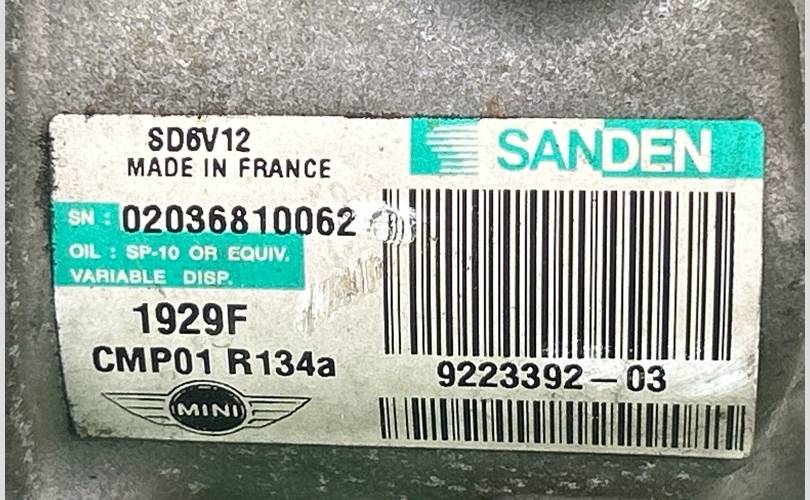 SD6V12
MADE IN FRANCE
SANDEN
SN : 02036810062
OIL : SP-10 OR EQUIV.
VARIABLE DISP.
1929F
CMP01 R134a
9223392-03
MINI